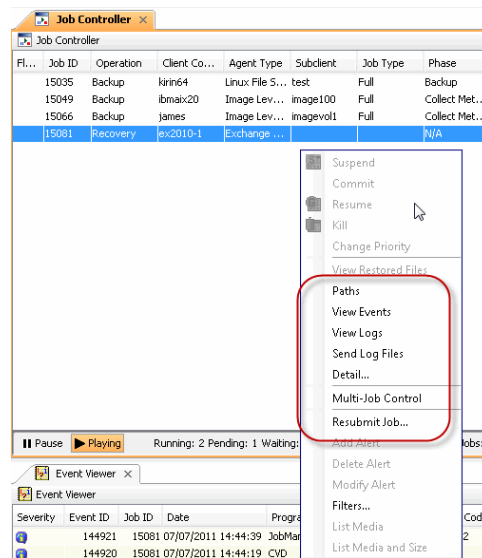 Job Controller ×
Job Controller
Fl... Job ID Operation Client Co... Agent Type Subclient Job Type Phase
15035 Backup kirin64 Linux File S... test Full Backup
15049 Backup ibmaix20 Image Lev... image100 Full Collect Met...
15066 Backup james Image Lev... imagevol1 Full Collect Met...
15081 Recovery ex2010-1 Exchange ... N/A
Suspend
Commit
Resume
Kill
Change Priority
View Restored Files
Paths
View Events
View Logs
Send Log Files
Detail...
Multi-Job Control
Resubmit Job...
Add Alert
Delete Alert
Modify Alert
Filters...
List Media
List Media and Size
Pause Playing Running: 2 Pending: 1 Waiting: Jobs:
Event Viewer ×
Event Viewer
Severity Event ID Job ID Date Progra Cod
144921 15081 07/07/2011 14:44:39 JobMar 2
144920 15081 07/07/2011 14:44:19 CVD